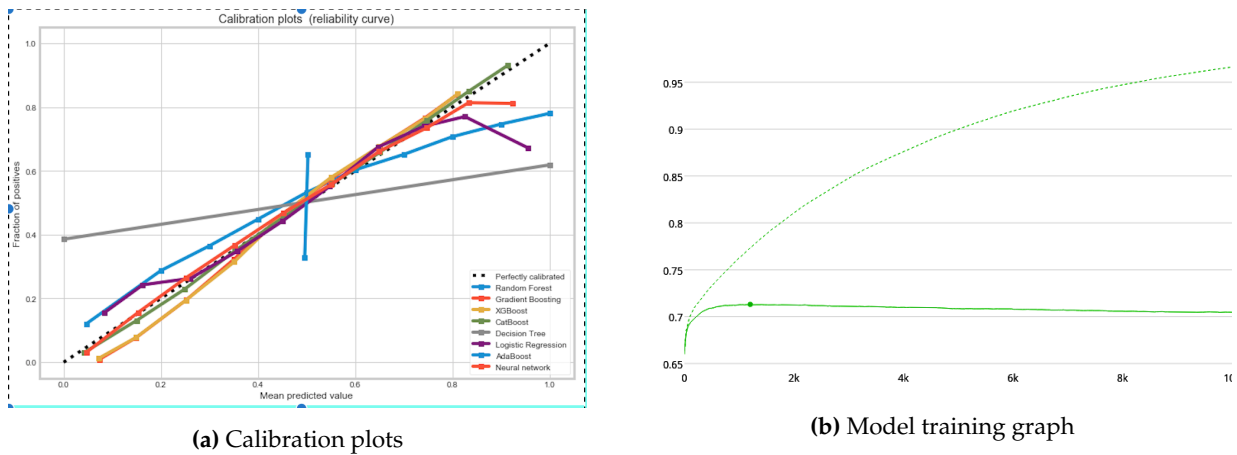 Calibration plots (reliability curve)
1.0
0.8
0.6
0.4
0.2
0.0
Fraction of positives
Perfectly calibrated
Random Forest
Gradient Boosting
XGBoost
CatBoost
Decision Tree
Logistic Regression
AdaBoost
Neural network
0.0 0.2 0.4 0.6 0.8 1.0
Mean predicted value
(a) Calibration plots
0.95
0.9
0.85
0.8
0.75
0.7
0.65
0 2k 4k 6k 8k 10
(b) Model training graph